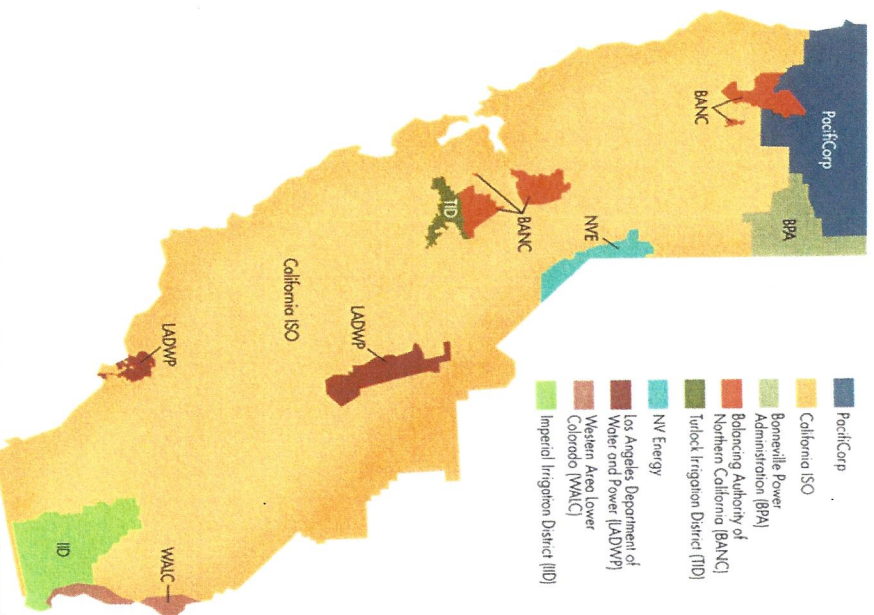 PacifiCorp
BANC
BPA
NVE
BANC
TID
California ISO
LADWP
LADWP
IID
WALC
PacifiCorp
California ISO
Bonneville Power
Administration (BPA)
Balancing Authority of
Northern California (BANC)
Turlock Irrigation District (TID)
NV Energy
Los Angeles Department of
Water and Power (LADWP)
Western Area Lower
Colorado (WALC)
Imperial Irrigation District (IID)